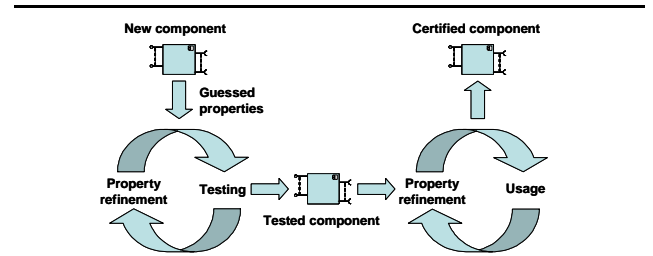 New component
Certified component
Guessed
properties
Property
refinement
Testing
Tested component
Property
refinement
Usage